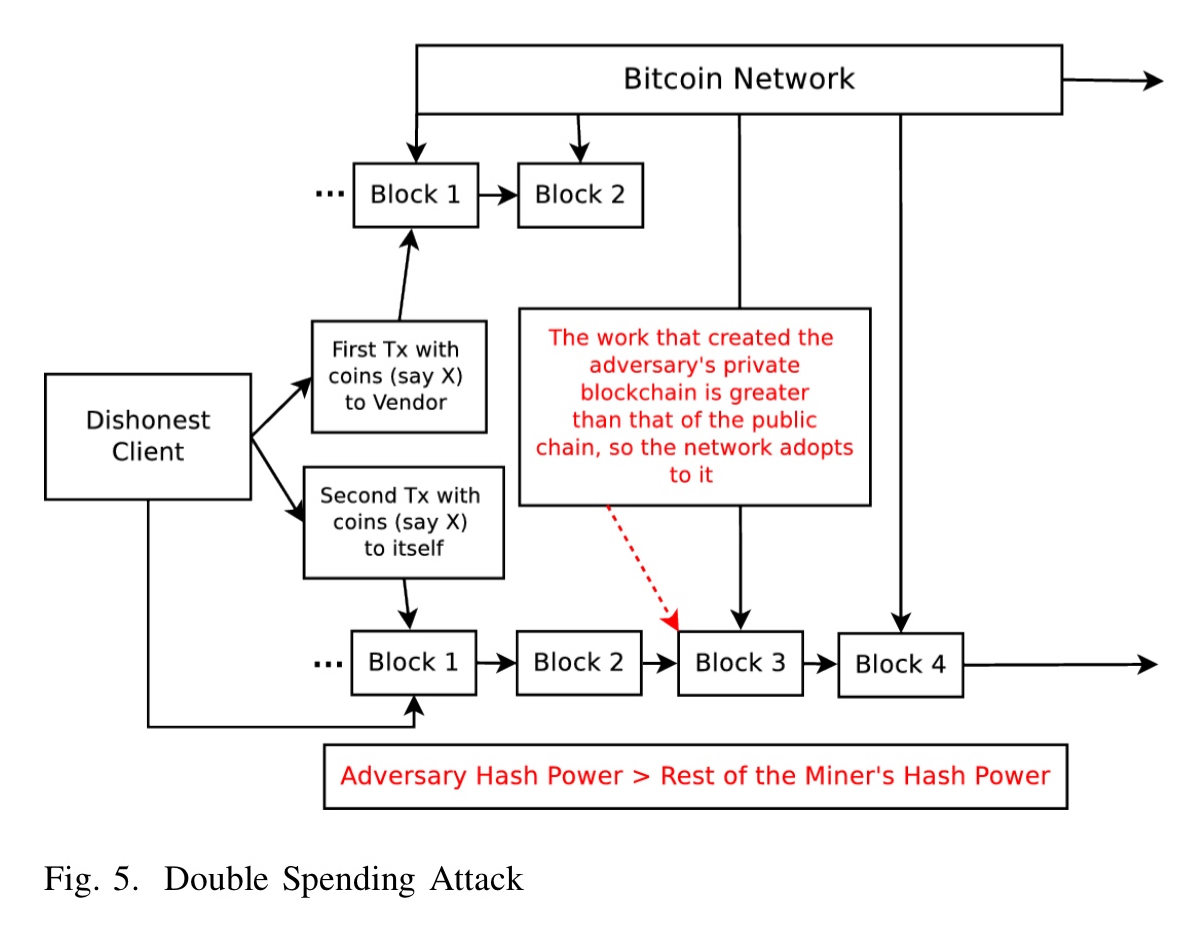 Bitcoin Network
... Block 1
Block 2
First Tx with
coins (say X)
to Vendor
The work that created the
adversary's private
blockchain is greater
than that of the public
chain, so the network adopts
to it
Dishonest
Client
Second Tx with
coins (say X)
to itself
... Block 1
Block 2
Block 3
Block 4
Adversary Hash Power > Rest of the Miner's Hash Power
Fig. 5. Double Spending Attack